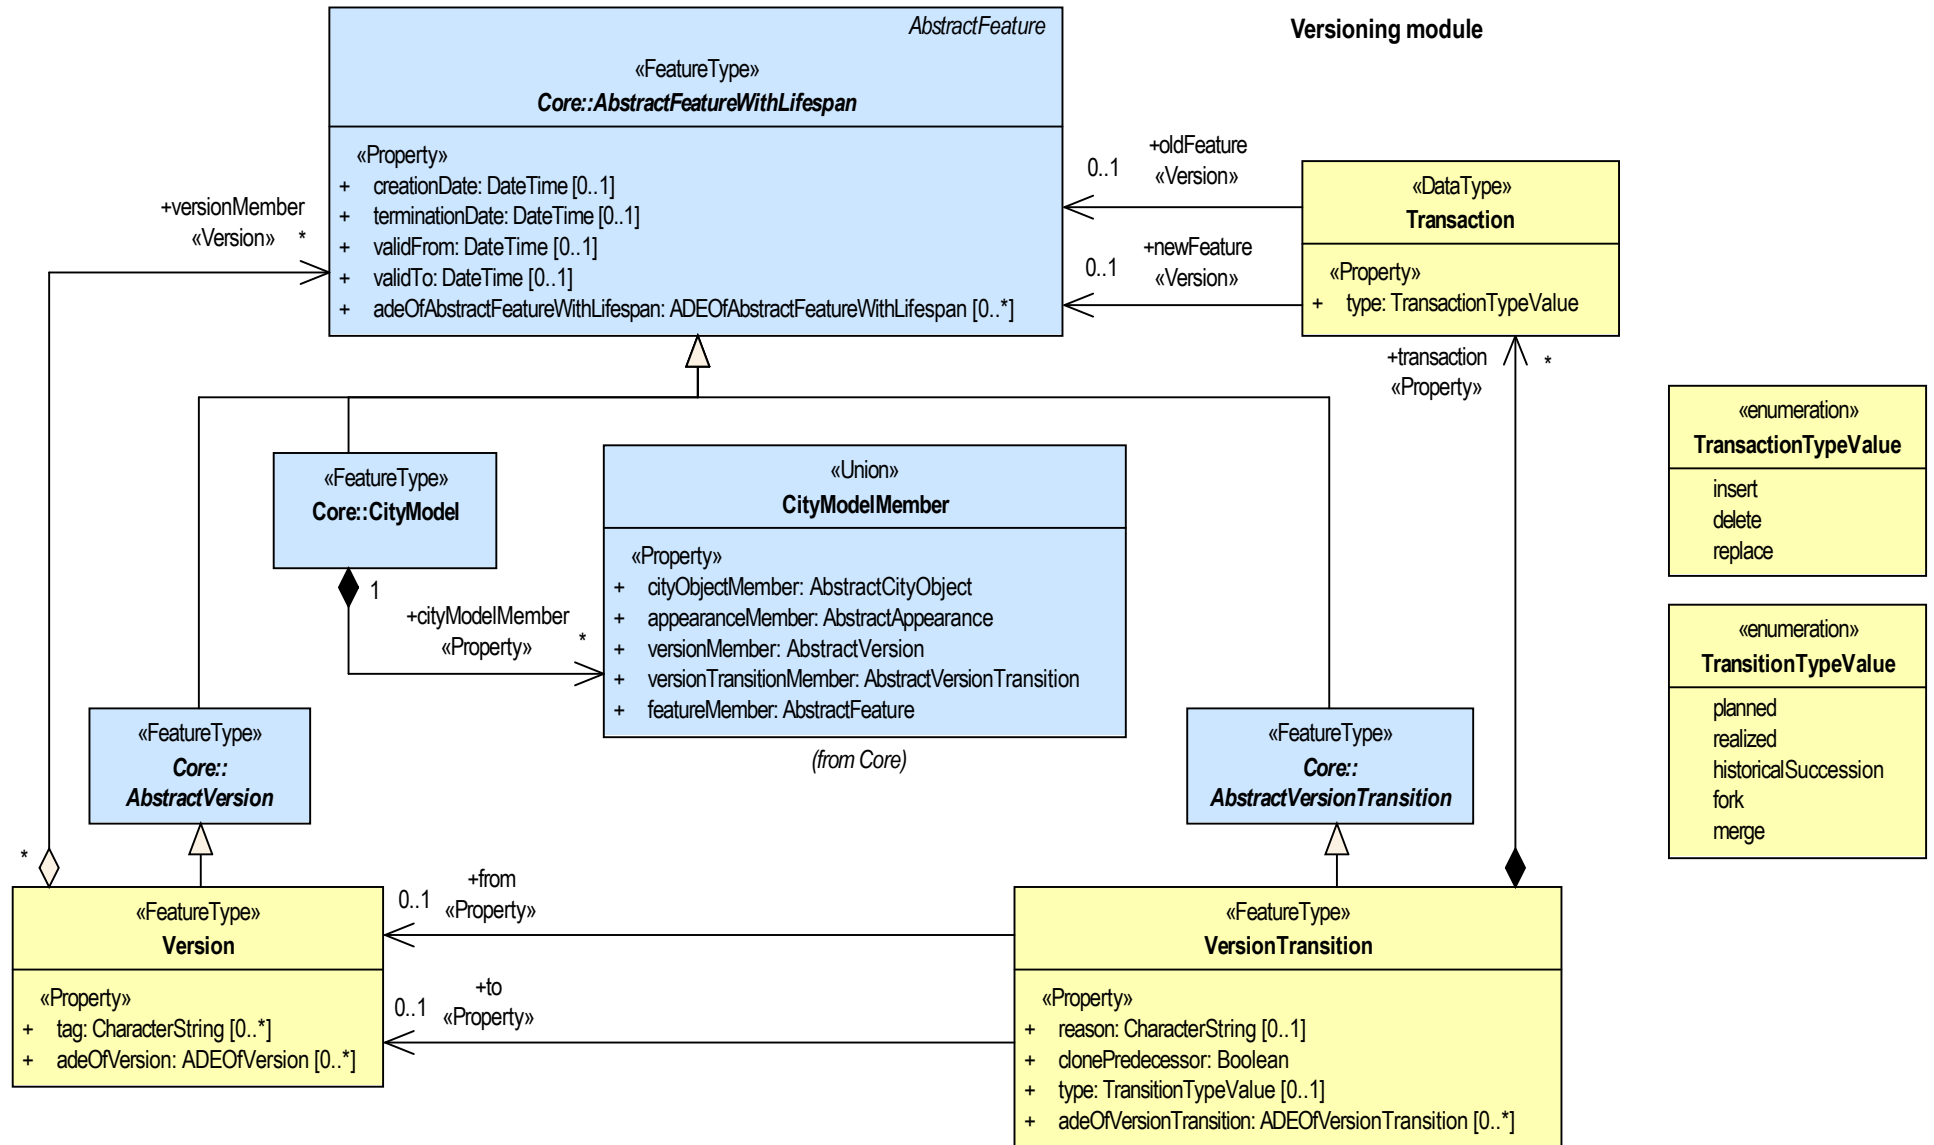 Versioning module
AbstractFeature
«FeatureType»
Core::AbstractFeatureWithLifespan
«Property»
+ creationDate: DateTime [0..1]
+ terminationDate: DateTime [0..1]
+ validFrom: DateTime [0..1]
+ validTo: DateTime [0..1]
+ adeOfAbstractFeatureWithLifespan: ADEOfAbstractFeatureWithLifespan [0..*]
+versionMember
«Version» *
+oldFeature
0..1 «Version»
+newFeature
0..1 «Version»
«DataType»
Transaction
«Property»
+ type: TransactionTypeValue
+transaction *
«Property»
«enumeration»
TransactionTypeValue
insert
delete
replace
«enumeration»
TransitionTypeValue
planned
realized
historicalSuccession
fork
merge
«FeatureType»
Core::CityModel
1
+cityModelMember
«Property» *
«Union»
CityModelMember
«Property»
+ cityObjectMember: AbstractCityObject
+ appearanceMember: AbstractAppearance
+ versionMember: AbstractVersion
+ versionTransitionMember: AbstractVersionTransition
+ featureMember: AbstractFeature
(from Core)
«FeatureType»
Core::
AbstractVersion
«FeatureType»
Core::
AbstractVersionTransition
*
«FeatureType»
Version
«Property»
+ tag: CharacterString [0..*]
+ adeOfVersion: ADEOfVersion [0..*]
+from
0..1 «Property»
+to
0..1 «Property»
«FeatureType»
VersionTransition
«Property»
+ reason: CharacterString [0..1]
+ clonePredecessor: Boolean
+ type: TransitionTypeValue [0..1]
+ adeOfVersionTransition: ADEOfVersionTransition [0..*]